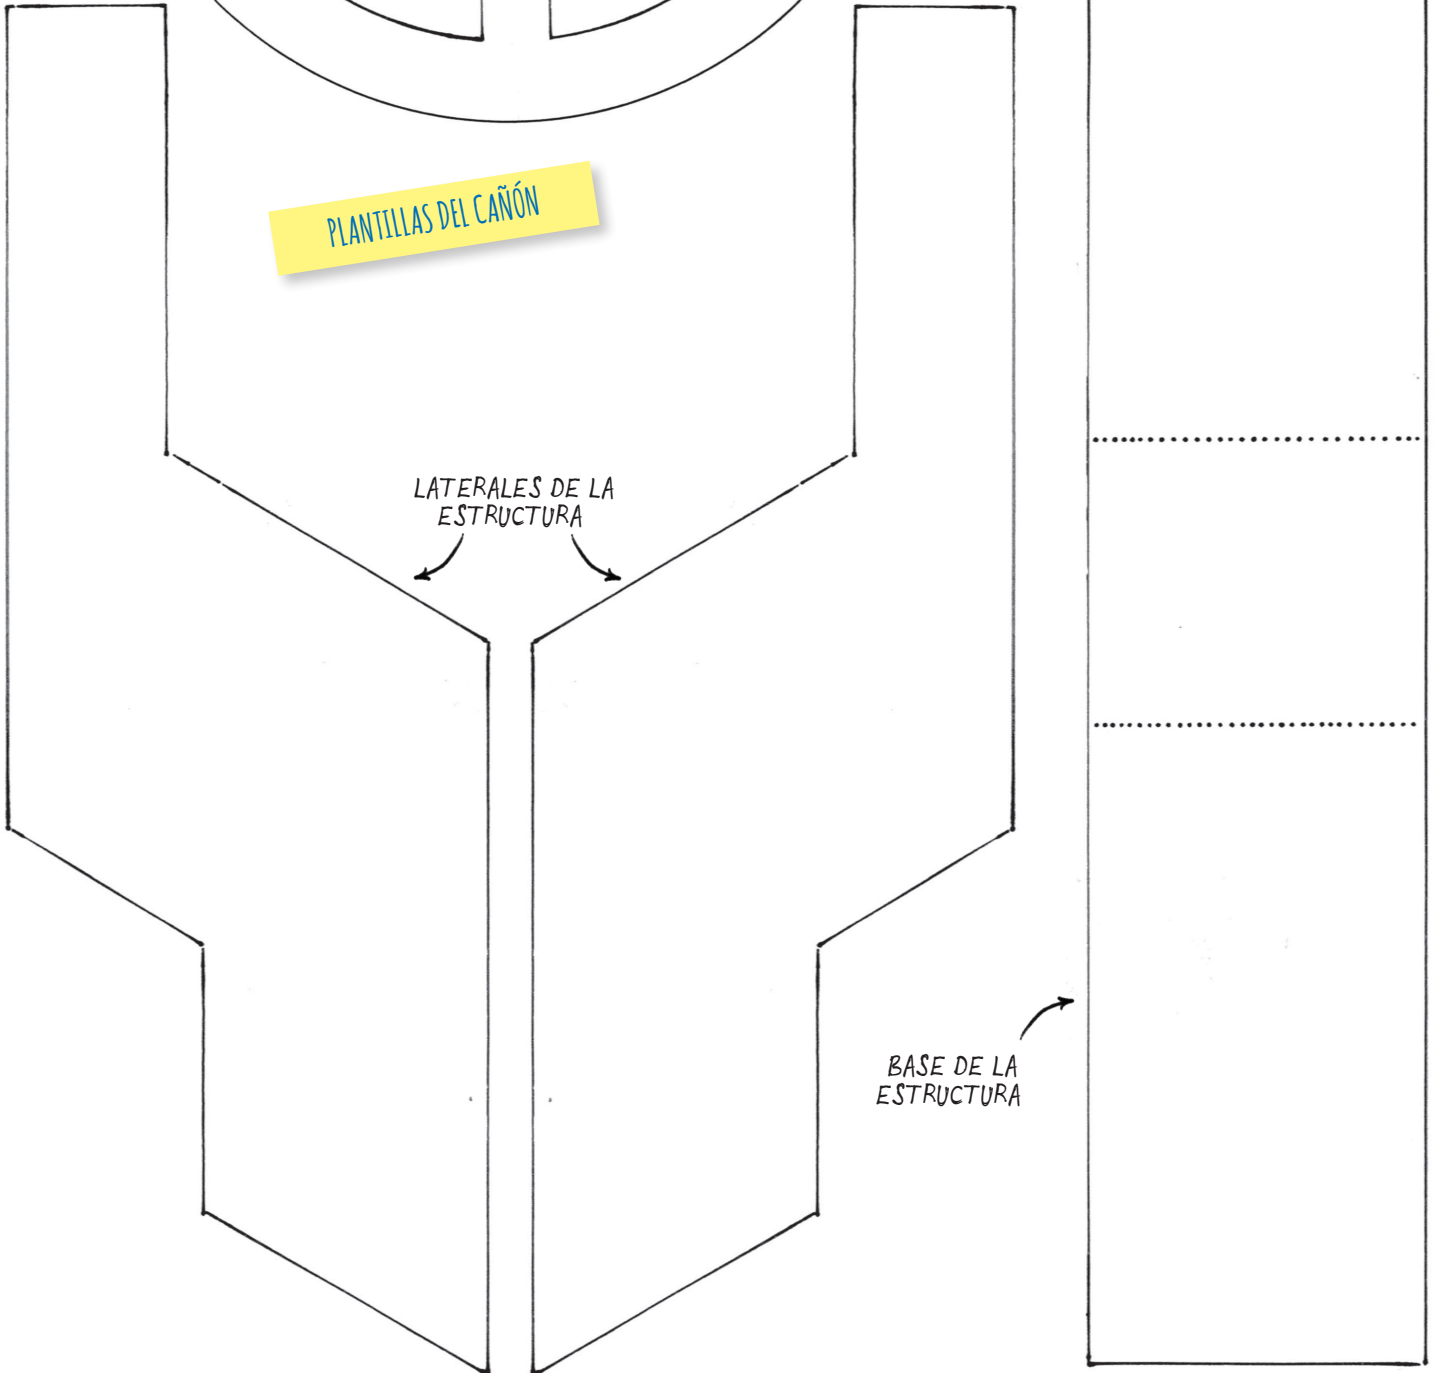 PLANTILLAS DEL CAÑÓN
LATERALES DE LA
ESTRUCTURA
BASE DE LA
ESTRUCTURA